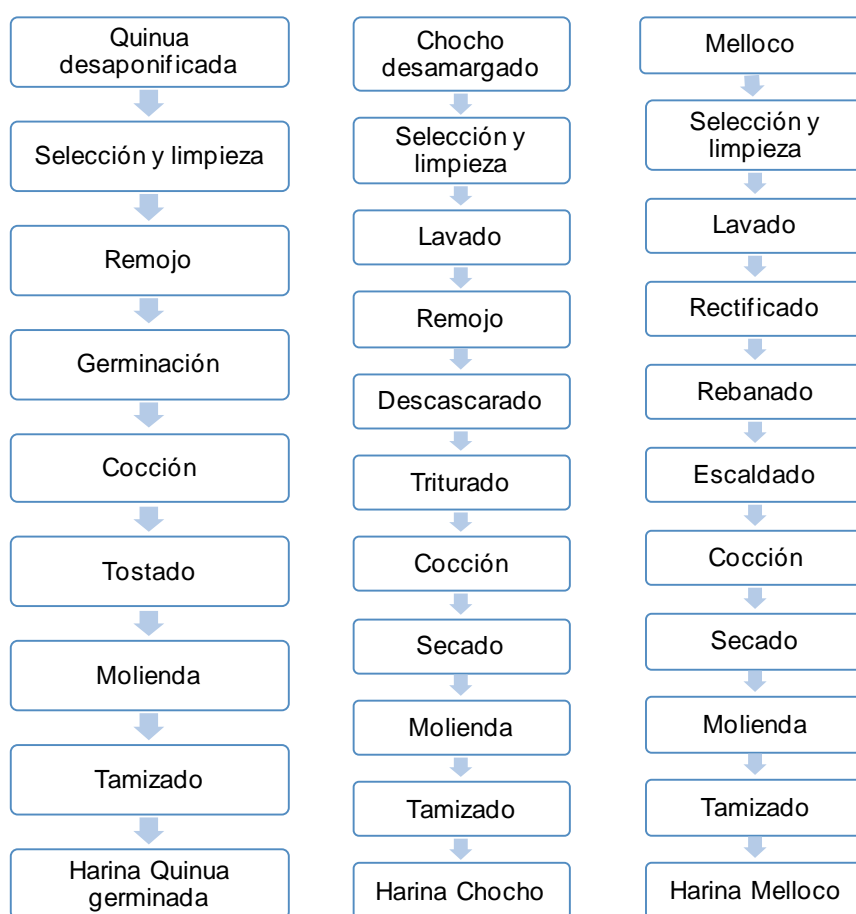 Quinua
desaponificada
Selección y limpieza
Remojo
Germinación
Cocción
Tostado
Molienda
Tamizado
Harina Quinua
germinada
Chocho
desamargado
Selección y
limpieza
Lavado
Remojo
Descascarado
Triturado
Cocción
Secado
Molienda
Tamizado
Harina Chocho
Melloco
Selección y
limpieza
Lavado
Rectificado
Rebanado
Escaldado
Cocción
Secado
Molienda
Tamizado
Harina Melloco